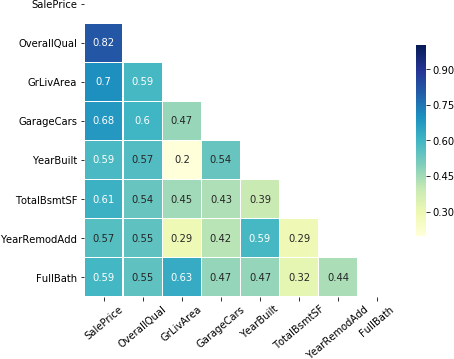 SalePrice
OverallQual 0.82
GrLivArea 0.7 0.59
GarageCars 0.68 0.6 0.47
YearBuilt 0.59 0.57 0.2 0.54
TotalBsmtSF 0.61 0.54 0.45 0.43 0.39
YearRemodAdd 0.57 0.55 0.29 0.42 0.59 0.29
FullBath 0.59 0.55 0.63 0.47 0.47 0.32 0.44
SalePrice OverallQual GrLivArea GarageCars YearBuilt TotalBsmtSF YearRemodAdd FullBath
0.90
0.75
0.60
0.45
0.30